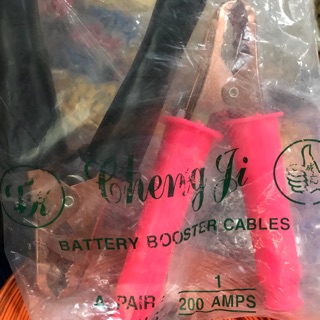 Cheng Ji
BATTERY BOOSTER CABLES
1
A PAIR 200 AMPS